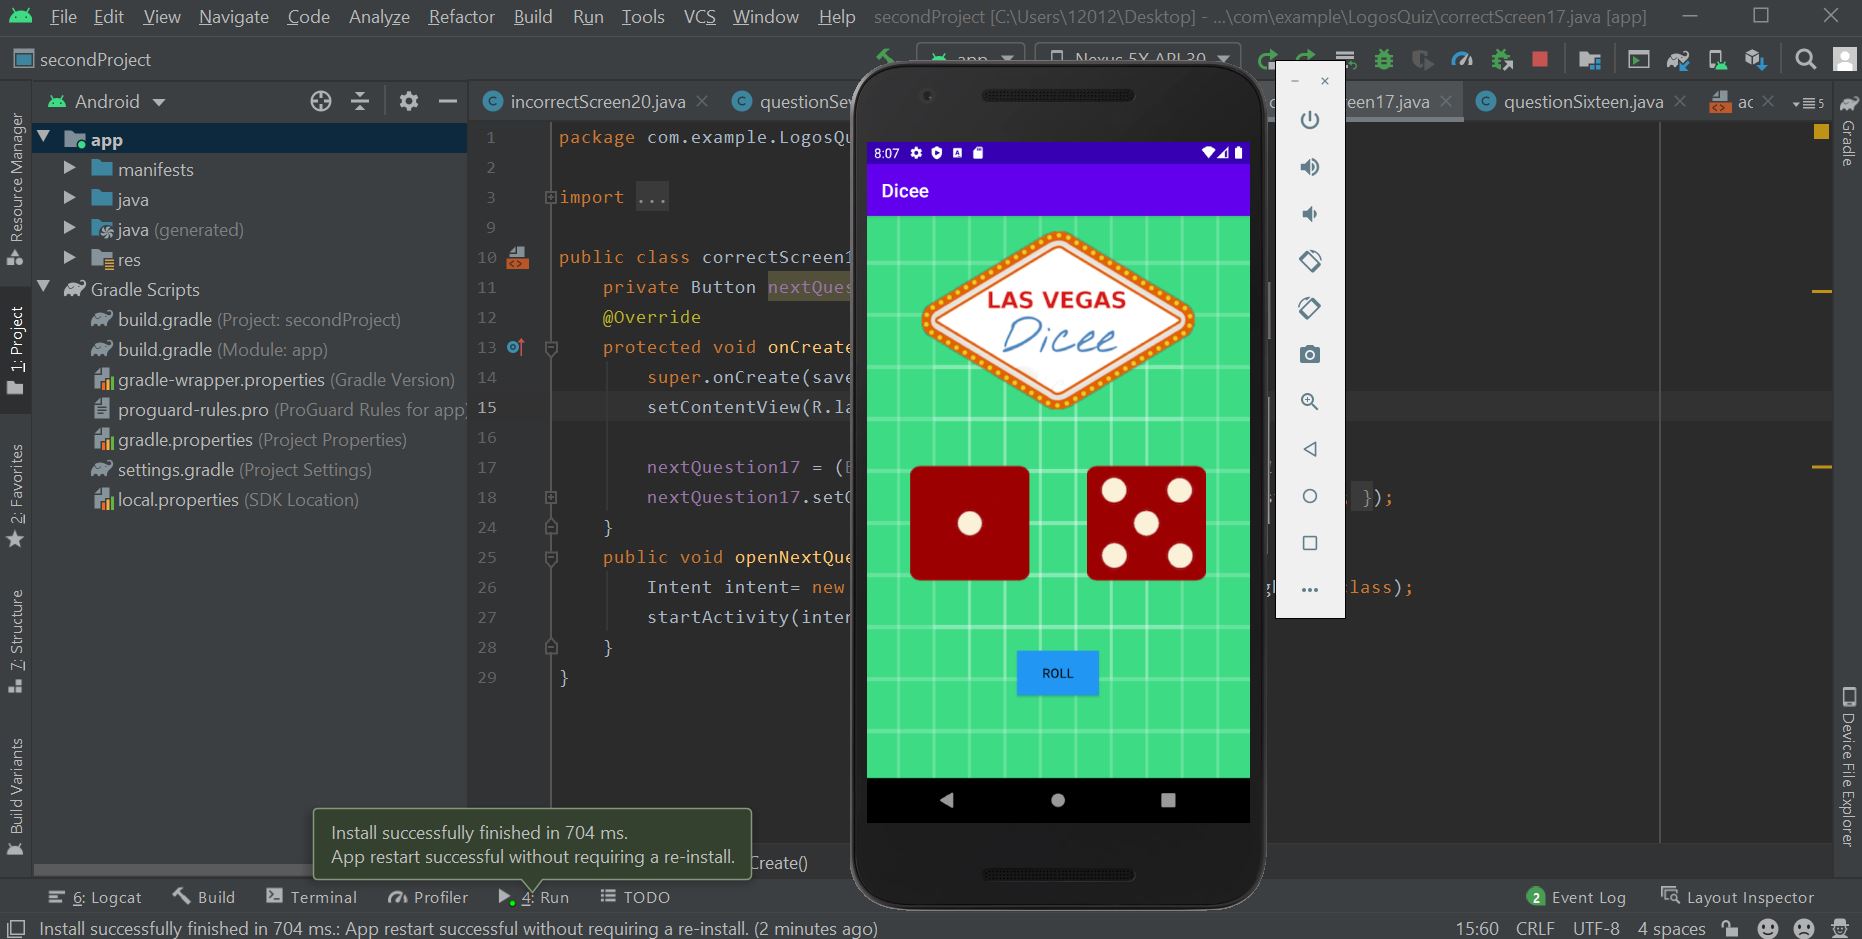 File Edit View Navigate Code Analyze Refactor Build Run Tools VCS Window Help secondProject [C:\Users\12012\Desktop] - ...\com\example\LogosQuiz\correctScreen17.java [app]
secondProject
app Nexus 5X API 30
Android
incorrectScreen20.java
questionSev
een17.java
questionSixteen.java
ac
5
app
manifests
java
java (generated)
res
Gradle Scripts
build.gradle (Project: secondProject)
build.gradle (Module: app)
gradle-wrapper.properties (Gradle Version)
proguard-rules.pro (ProGuard Rules for app)
gradle.properties (Project Properties)
settings.gradle (Project Settings)
local.properties (SDK Location)
Resource Manager
1: Project
2: Favorites
7: Structure
Build Variants
1 package com.example.LogosQu
2
3 import ...
9
10 public class correctScreen1
11 private Button nextQues
12 @Override
13 protected void onCreate
14 super.onCreate(save
15 setContentView(R.la
16
17 nextQuestion17 = (
18 nextQuestion17.setO });
24 }
25 public void openNextQue
26 Intent intent= new class);
27 startActivity(inter
28 }
29 }
Create()
8:07
Dicee
LAS VEGAS
Dicee
ROLL
Gradle
Device File Explorer
Install successfully finished in 704 ms.
App restart successful without requiring a re-install.
6: Logcat Build Terminal Profiler 4: Run TODO 2 Event Log Layout Inspector
Install successfully finished in 704 ms.: App restart successful without requiring a re-install. (2 minutes ago) 15:60 CRLF UTF-8 4 spaces